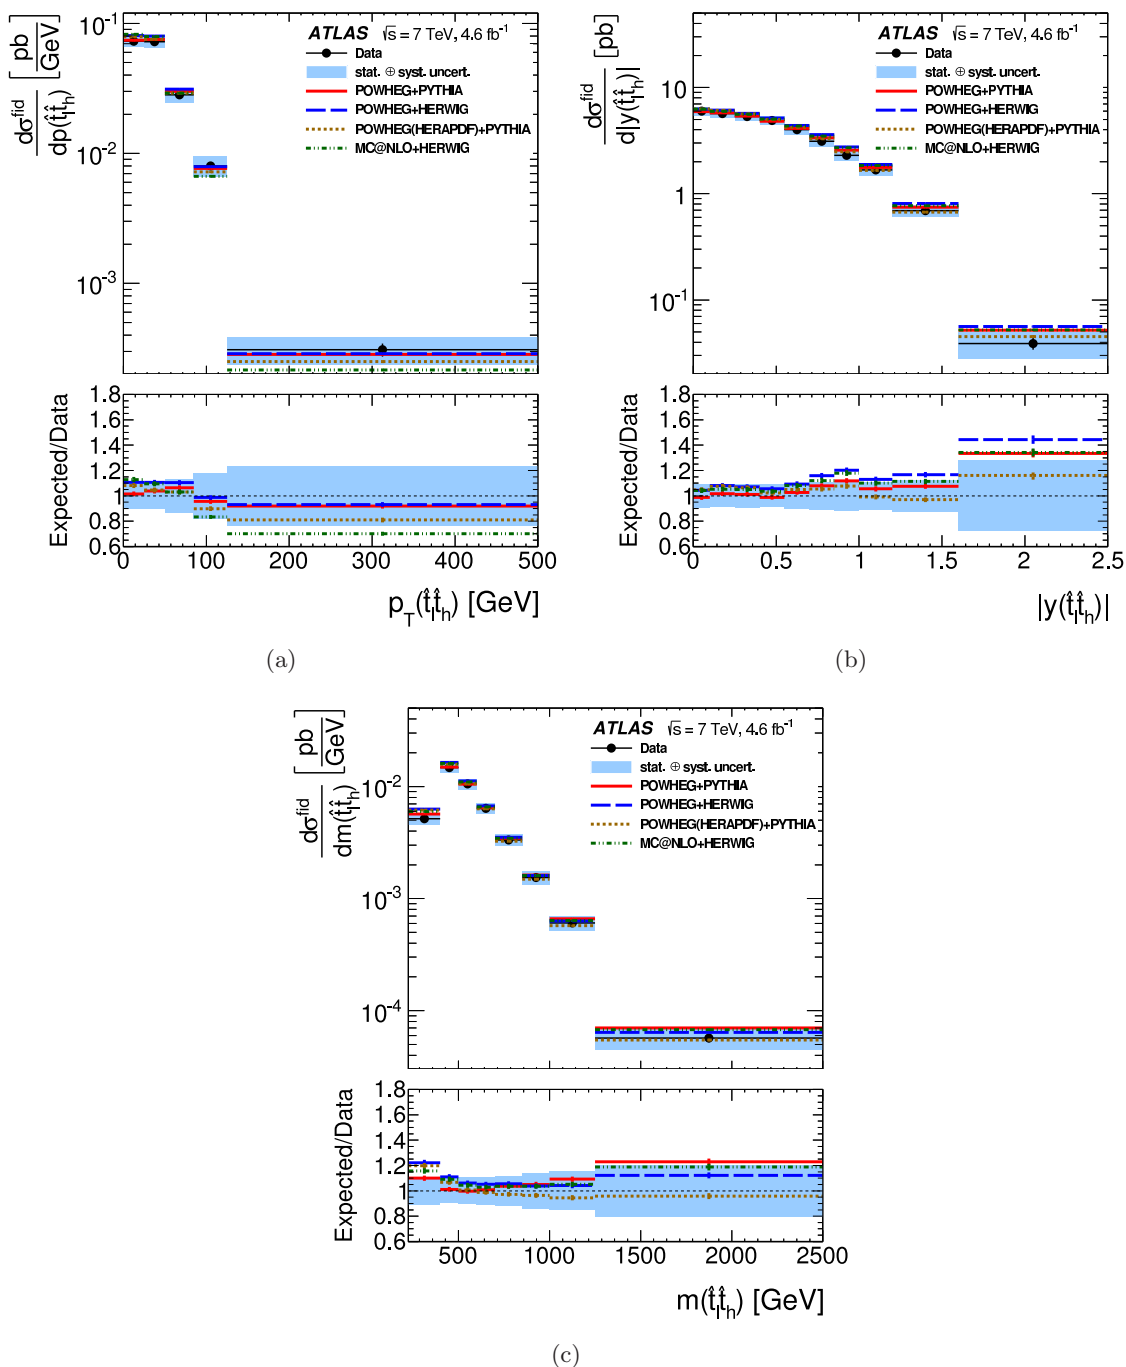 dσ^fid / dp(t̂_l t̂_h) [pb / GeV]
10⁻¹
10⁻²
10⁻³
ATLAS √s = 7 TeV, 4.6 fb⁻¹
Data
stat. ⊕ syst. uncert.
POWHEG+PYTHIA
POWHEG+HERWIG
POWHEG(HERAPDF)+PYTHIA
MC@NLO+HERWIG
Expected/Data
1.8
1.6
1.4
1.2
1
0.8
0.6
0 100 200 300 400 500
p_T(t̂_l t̂_h) [GeV]
(a)
dσ^fid / d|y(t̂_l t̂_h)| [pb]
10
1
10⁻¹
ATLAS √s = 7 TeV, 4.6 fb⁻¹
Data
stat. ⊕ syst. uncert.
POWHEG+PYTHIA
POWHEG+HERWIG
POWHEG(HERAPDF)+PYTHIA
MC@NLO+HERWIG
Expected/Data
1.8
1.6
1.4
1.2
1
0.8
0.6
0 0.5 1 1.5 2 2.5
|y(t̂_l t̂_h)|
(b)
dσ^fid / dm(t̂_l t̂_h) [pb / GeV]
10⁻²
10⁻³
10⁻⁴
ATLAS √s = 7 TeV, 4.6 fb⁻¹
Data
stat. ⊕ syst. uncert.
POWHEG+PYTHIA
POWHEG+HERWIG
POWHEG(HERAPDF)+PYTHIA
MC@NLO+HERWIG
Expected/Data
1.8
1.6
1.4
1.2
1
0.8
0.6
500 1000 1500 2000 2500
m(t̂_l t̂_h) [GeV]
(c)